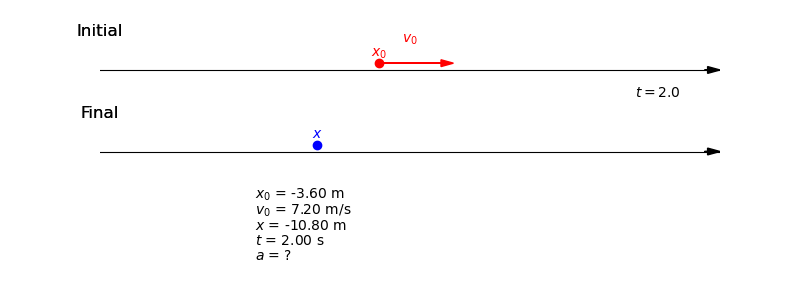 Initial
v₀
x₀
t = 2.0
Final
x
x₀ = -3.60 m
v₀ = 7.20 m/s
x = -10.80 m
t = 2.00 s
a = ?